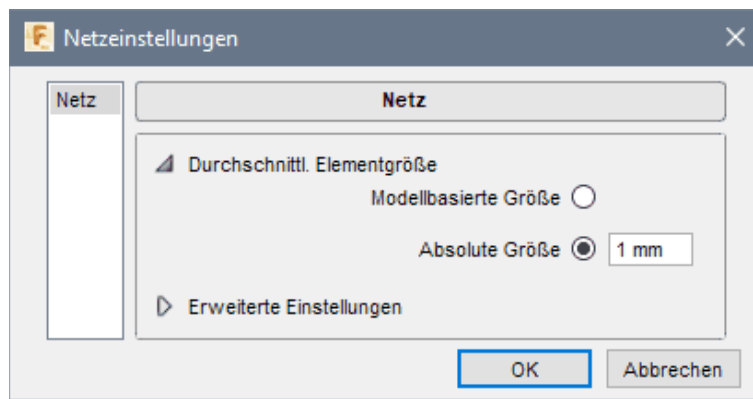 Netzeinstellungen
Netz
Netz
Durchschnittl. Elementgröße
Modellbasierte Größe
Absolute Größe 1 mm
Erweiterte Einstellungen
OK Abbrechen